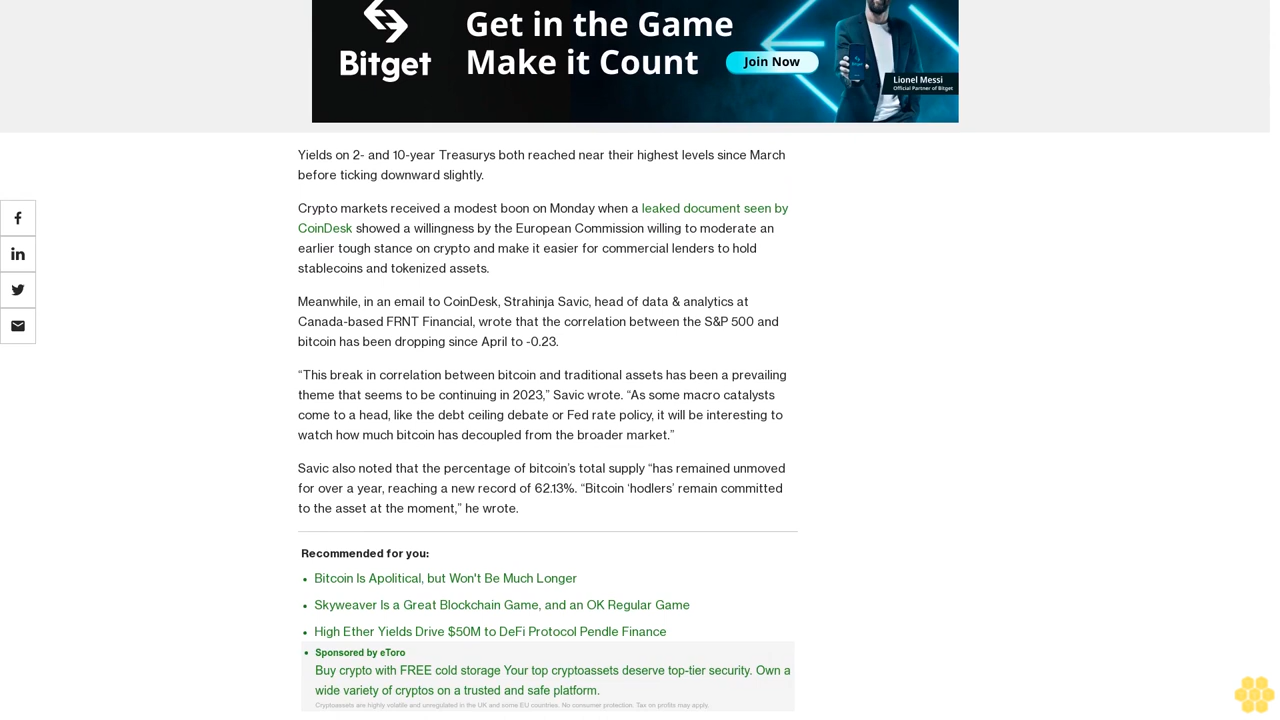 Get in the Game
Make it Count
Bitget
Join Now
Lionel Messi
Official Partner of Bitget
Yields on 2- and 10-year Treasurys both reached near their highest levels since March
before ticking downward slightly.
Crypto markets received a modest boon on Monday when a leaked document seen by
CoinDesk showed a willingness by the European Commission willing to moderate an
earlier tough stance on crypto and make it easier for commercial lenders to hold
stablecoins and tokenized assets.
Meanwhile, in an email to CoinDesk, Strahinja Savic, head of data & analytics at
Canada-based FRNT Financial, wrote that the correlation between the S&P 500 and
bitcoin has been dropping since April to -0.23.
“This break in correlation between bitcoin and traditional assets has been a prevailing
theme that seems to be continuing in 2023,” Savic wrote. “As some macro catalysts
come to a head, like the debt ceiling debate or Fed rate policy, it will be interesting to
watch how much bitcoin has decoupled from the broader market.”
Savic also noted that the percentage of bitcoin’s total supply “has remained unmoved
for over a year, reaching a new record of 62.13%. “Bitcoin ‘hodlers’ remain committed
to the asset at the moment,” he wrote.
Recommended for you:
Bitcoin Is Apolitical, but Won't Be Much Longer
Skyweaver Is a Great Blockchain Game, and an OK Regular Game
High Ether Yields Drive $50M to DeFi Protocol Pendle Finance
Sponsored by eToro
Buy crypto with FREE cold storage Your top cryptoassets deserve top-tier security. Own a
wide variety of cryptos on a trusted and safe platform.
Cryptoassets are highly volatile and unregulated in the UK and some EU countries. No consumer protection. Tax on profits may apply.